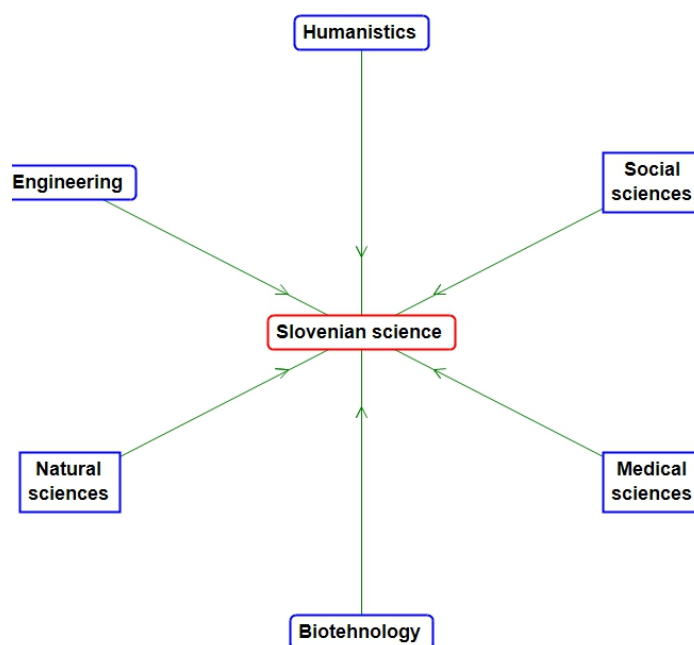 Humanistics
Engineering
Social
sciences
Slovenian science
Natural
sciences
Medical
sciences
Biotehnology